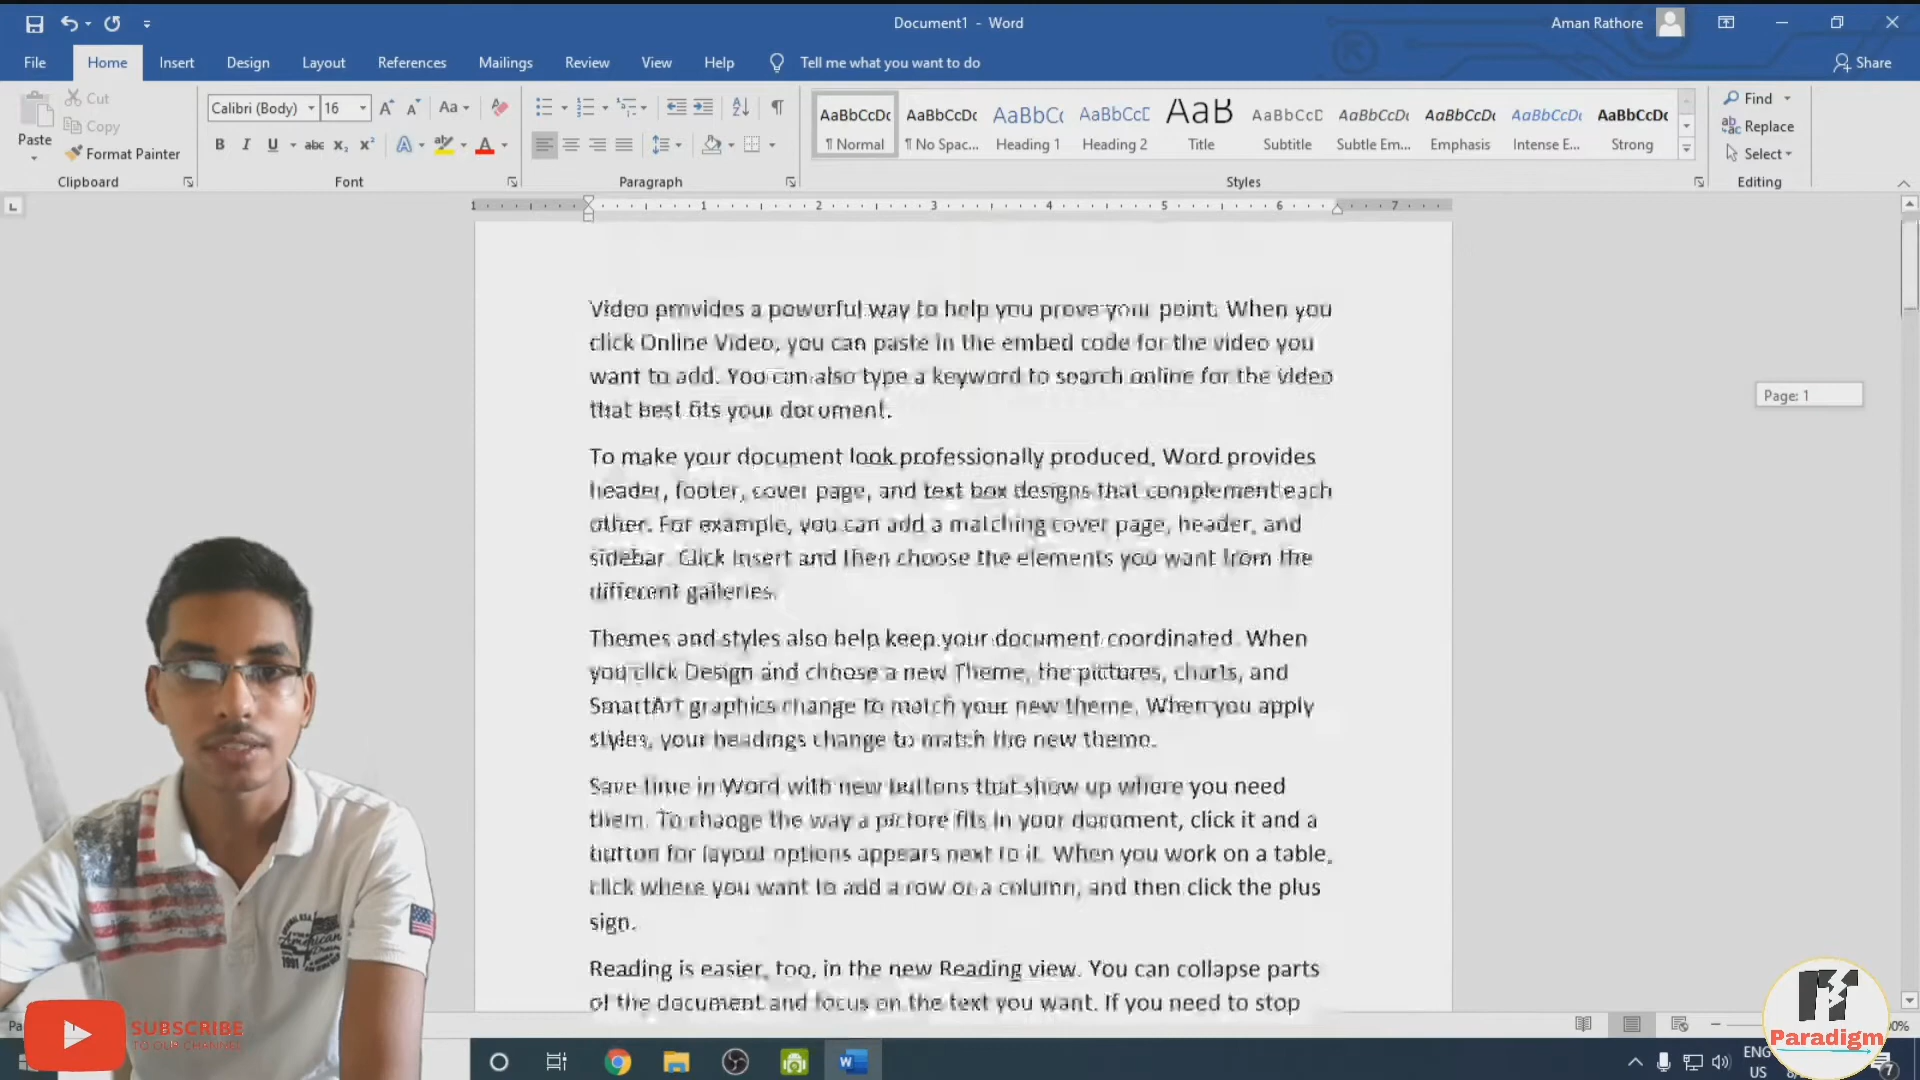 Document1 - Word
Aman Rathore
File Home Insert Design Layout References Mailings Review View Help Tell me what you want to do Share
Cut
Copy
Paste
Format Painter
Clipboard
Calibri (Body) 16
Font
Paragraph
AaBbCcDc AaBbCcDc AaBbCc AaBbCcD AaB AaBbCcD AaBbCcDc AaBbCcDc AaBbCcDc AaBbCcDc
¶ Normal ¶ No Spac... Heading 1 Heading 2 Title Subtitle Subtle Em... Emphasis Intense E... Strong
Styles
Find
Replace
Select
Editing
1 1 2 3 4 5 6 7
Video provides a powerful way to help you prove your point. When you
click Online Video, you can paste in the embed code for the video you
want to add. You can also type a keyword to search online for the video
that best fits your document.
To make your document look professionally produced, Word provides
header, footer, cover page, and text box designs that complement each
other. For example, you can add a matching cover page, header, and
sidebar. Click Insert and then choose the elements you want from the
different galleries.
Themes and styles also help keep your document coordinated. When
you click Design and choose a new Theme, the pictures, charts, and
SmartArt graphics change to match your new theme. When you apply
styles, your headings change to match the new theme.
Save time in Word with new buttons that show up where you need
them. To change the way a picture fits in your document, click it and a
button for layout options appears next to it. When you work on a table,
click where you want to add a row or a column, and then click the plus
sign.
Reading is easier, too, in the new Reading view. You can collapse parts
of the document and focus on the text you want. If you need to stop
Page: 1
American
1991
SUBSCRIBE
TO OUR CHANNEL
Paradigm
ENG
US
7